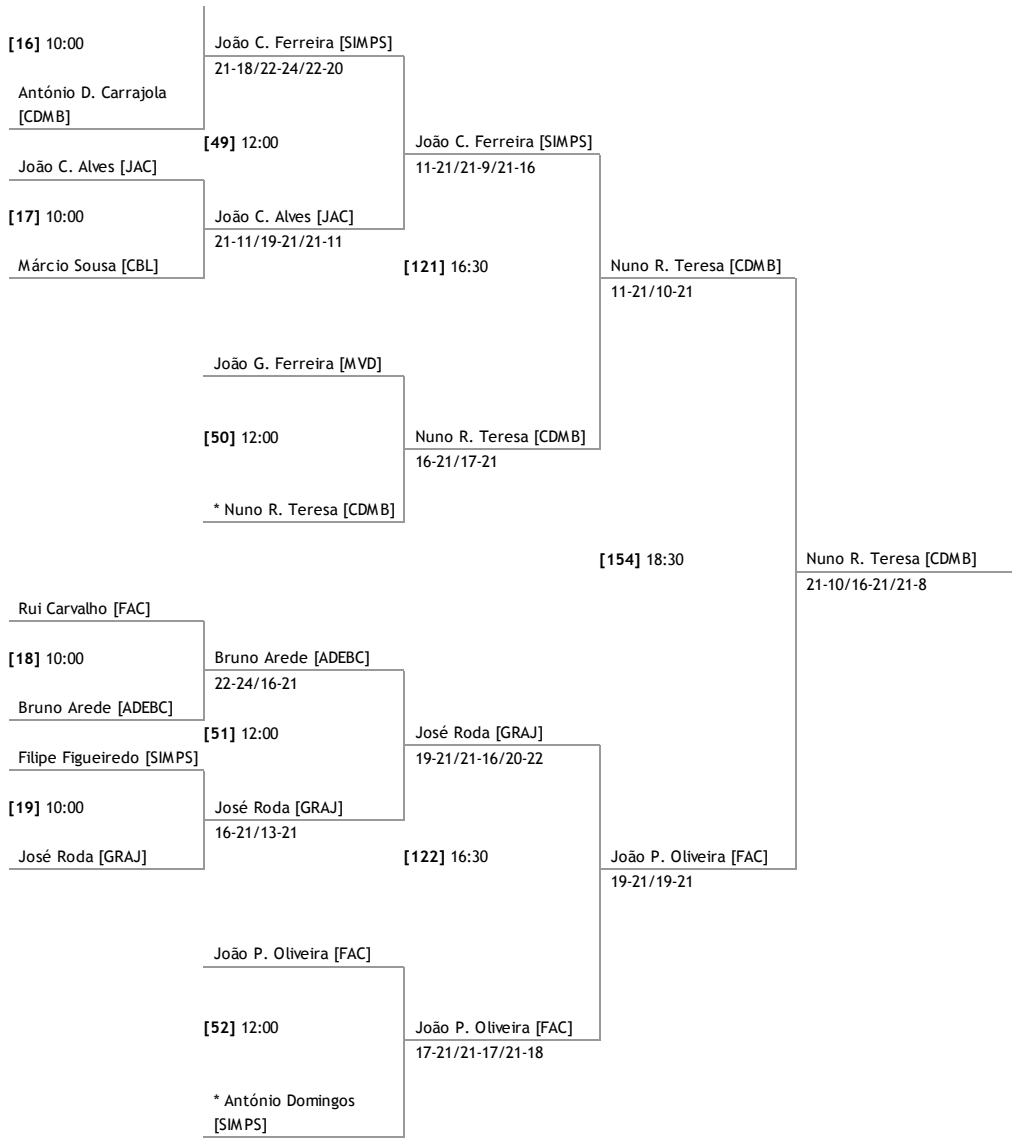 [16] 10:00
João C. Ferreira [SIMPS]
21-18/22-24/22-20
António D. Carrajola
[CDMB]
[49] 12:00
João C. Ferreira [SIMPS]
11-21/21-9/21-16
João C. Alves [JAC]
[17] 10:00
João C. Alves [JAC]
21-11/19-21/21-11
Márcio Sousa [CBL]
[121] 16:30
Nuno R. Teresa [CDMB]
11-21/10-21
João G. Ferreira [MVD]
[50] 12:00
Nuno R. Teresa [CDMB]
16-21/17-21
* Nuno R. Teresa [CDMB]
[154] 18:30
Nuno R. Teresa [CDMB]
21-10/16-21/21-8
Rui Carvalho [FAC]
[18] 10:00
Bruno Arede [ADEBC]
22-24/16-21
Bruno Arede [ADEBC]
[51] 12:00
José Roda [GRAJ]
19-21/21-16/20-22
Filipe Figueiredo [SIMPS]
[19] 10:00
José Roda [GRAJ]
16-21/13-21
José Roda [GRAJ]
[122] 16:30
João P. Oliveira [FAC]
19-21/19-21
João P. Oliveira [FAC]
[52] 12:00
João P. Oliveira [FAC]
17-21/21-17/21-18
* António Domingos
[SIMPS]